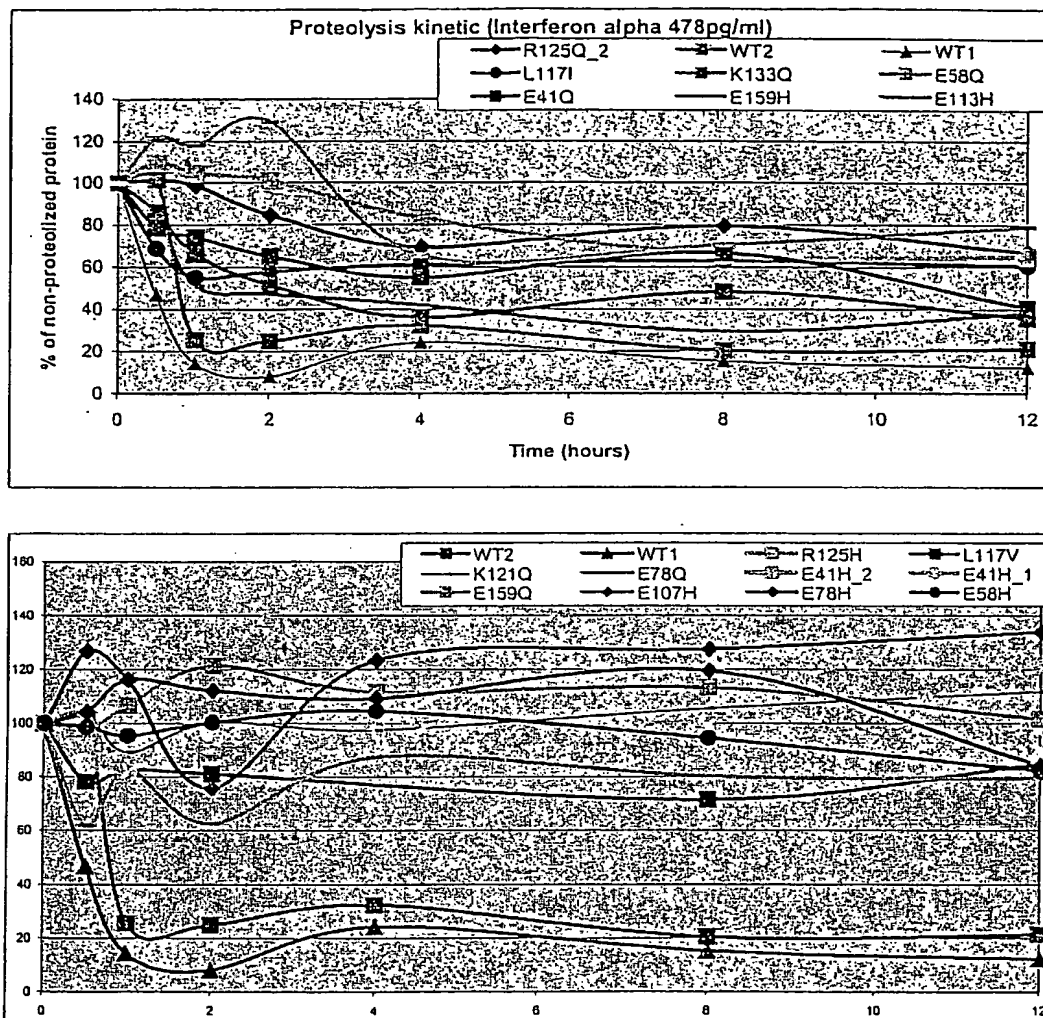 Proteolysis kinetic (Interferon alpha 478pg/ml)
R125Q_2 WT2 WT1
L117I K133Q E58Q
E41Q E159H E113H
% of non-proteolized protein
140
120
100
80
60
40
20
0
0 2 4 6 8 10 12
Time (hours)
WT2 WT1 R125H L117V
K121Q E78Q E41H_2 E41H_1
E159Q E107H E78H E58H
160
140
120
100
80
60
40
20
0
0 2 4 6 8 10 12